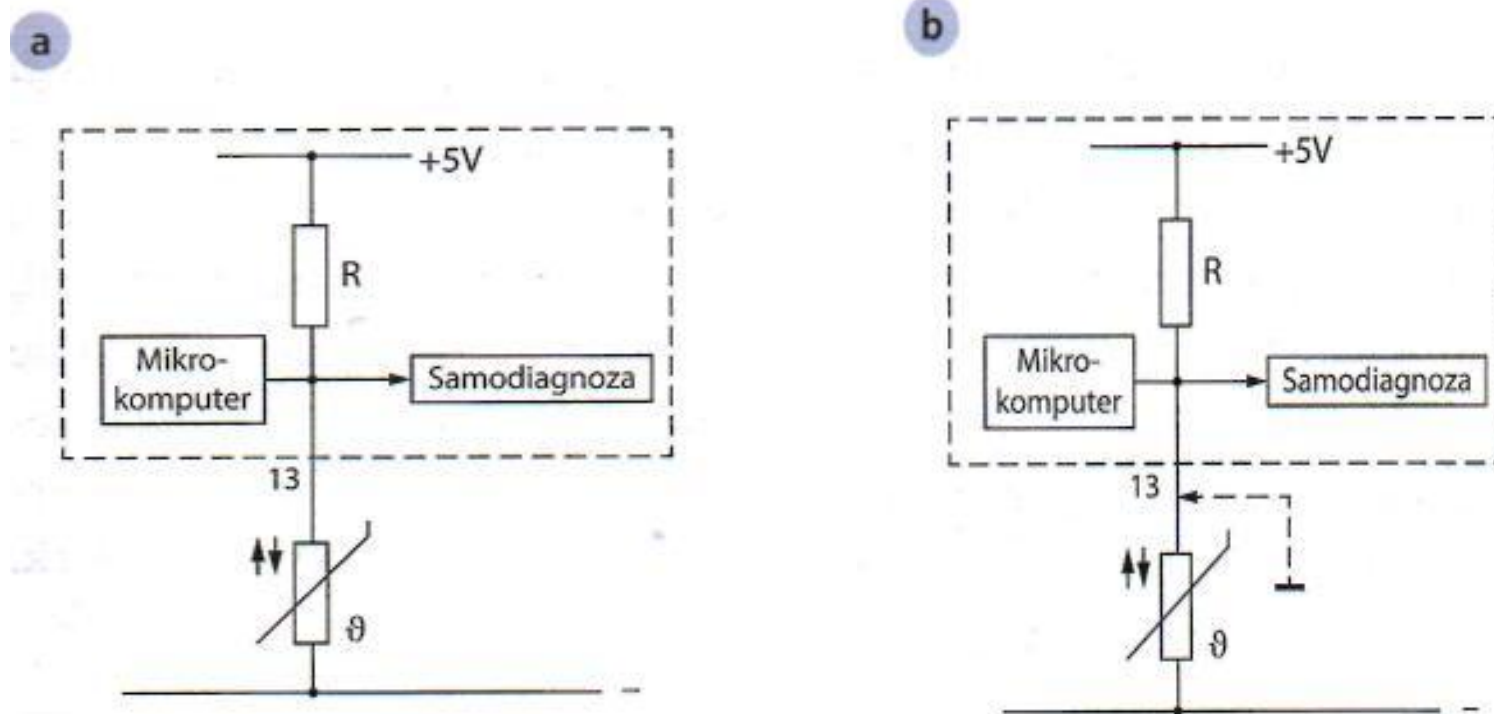 a
+5V
R
Mikro-
komputer
Samodiagnoza
13
ϑ
–
b
+5V
R
Mikro-
komputer
Samodiagnoza
13
ϑ
–